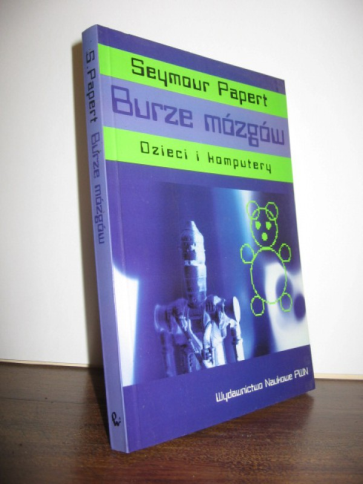 Seymour Papert
Burze mózgów
Dzieci i komputery
Wydawnictwo Naukowe PWN
S. Papert Burze mózgów